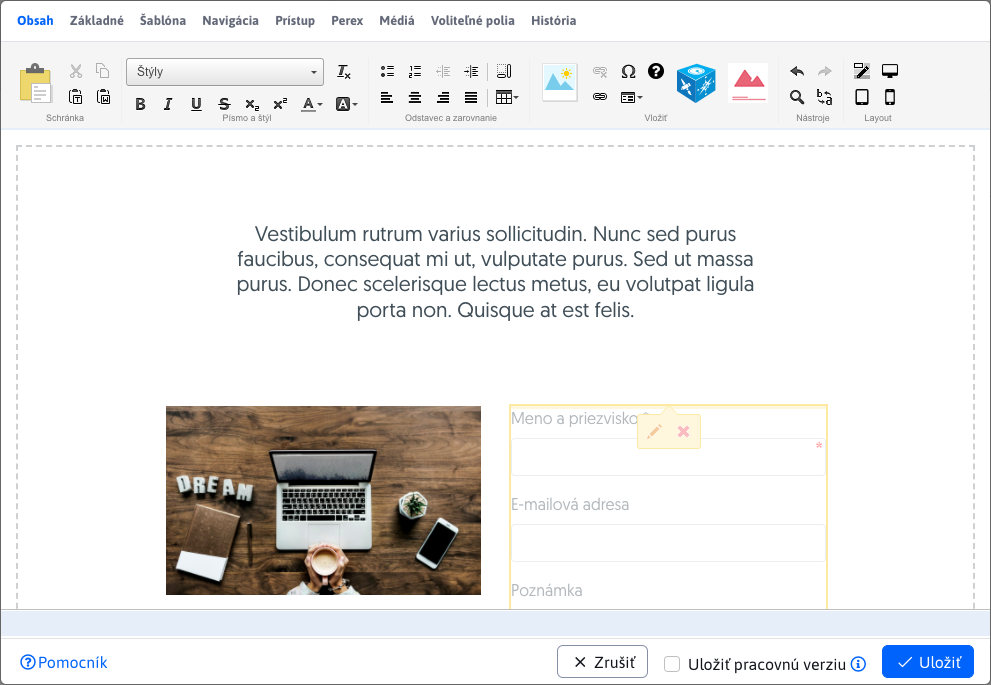 Obsah Základné Šablóna Navigácia Prístup Perex Médiá Voliteľné polia História
Štýly
Schránka Písmo a štýl Odstavec a zarovnanie Vložiť Nástroje Layout
Vestibulum rutrum varius sollicitudin. Nunc sed purus
faucibus, consequat mi ut, vulputate purus. Sed ut massa
purus. Donec scelerisque lectus metus, eu volutpat ligula
porta non. Quisque at est felis.
DREAM
Meno a priezvisko
*
E-mailová adresa
Poznámka
Pomocník Zrušiť Uložiť pracovnú verziu Uložiť